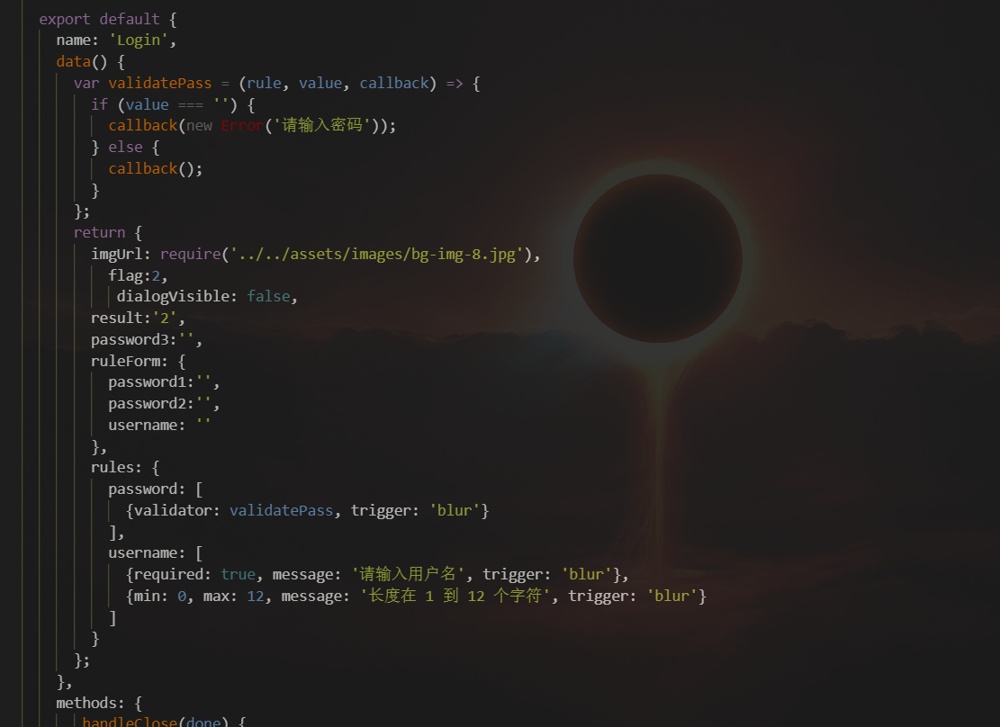 export default {
name: 'Login',
data() {
var validatePass = (rule, value, callback) => {
if (value === '') {
callback(new Error('请输入密码'));
} else {
callback();
}
};
return {
imgUrl: require('../../assets/images/bg-img-8.jpg'),
flag:2,
dialogVisible: false,
result:'2',
password3:'',
ruleForm: {
password1:'',
password2:'',
username: ''
},
rules: {
password: [
{validator: validatePass, trigger: 'blur'}
],
username: [
{required: true, message: '请输入用户名', trigger: 'blur'},
{min: 0, max: 12, message: '长度在 1 到 12 个字符', trigger: 'blur'}
]
}
};
},
methods: {
handleClose(done) {